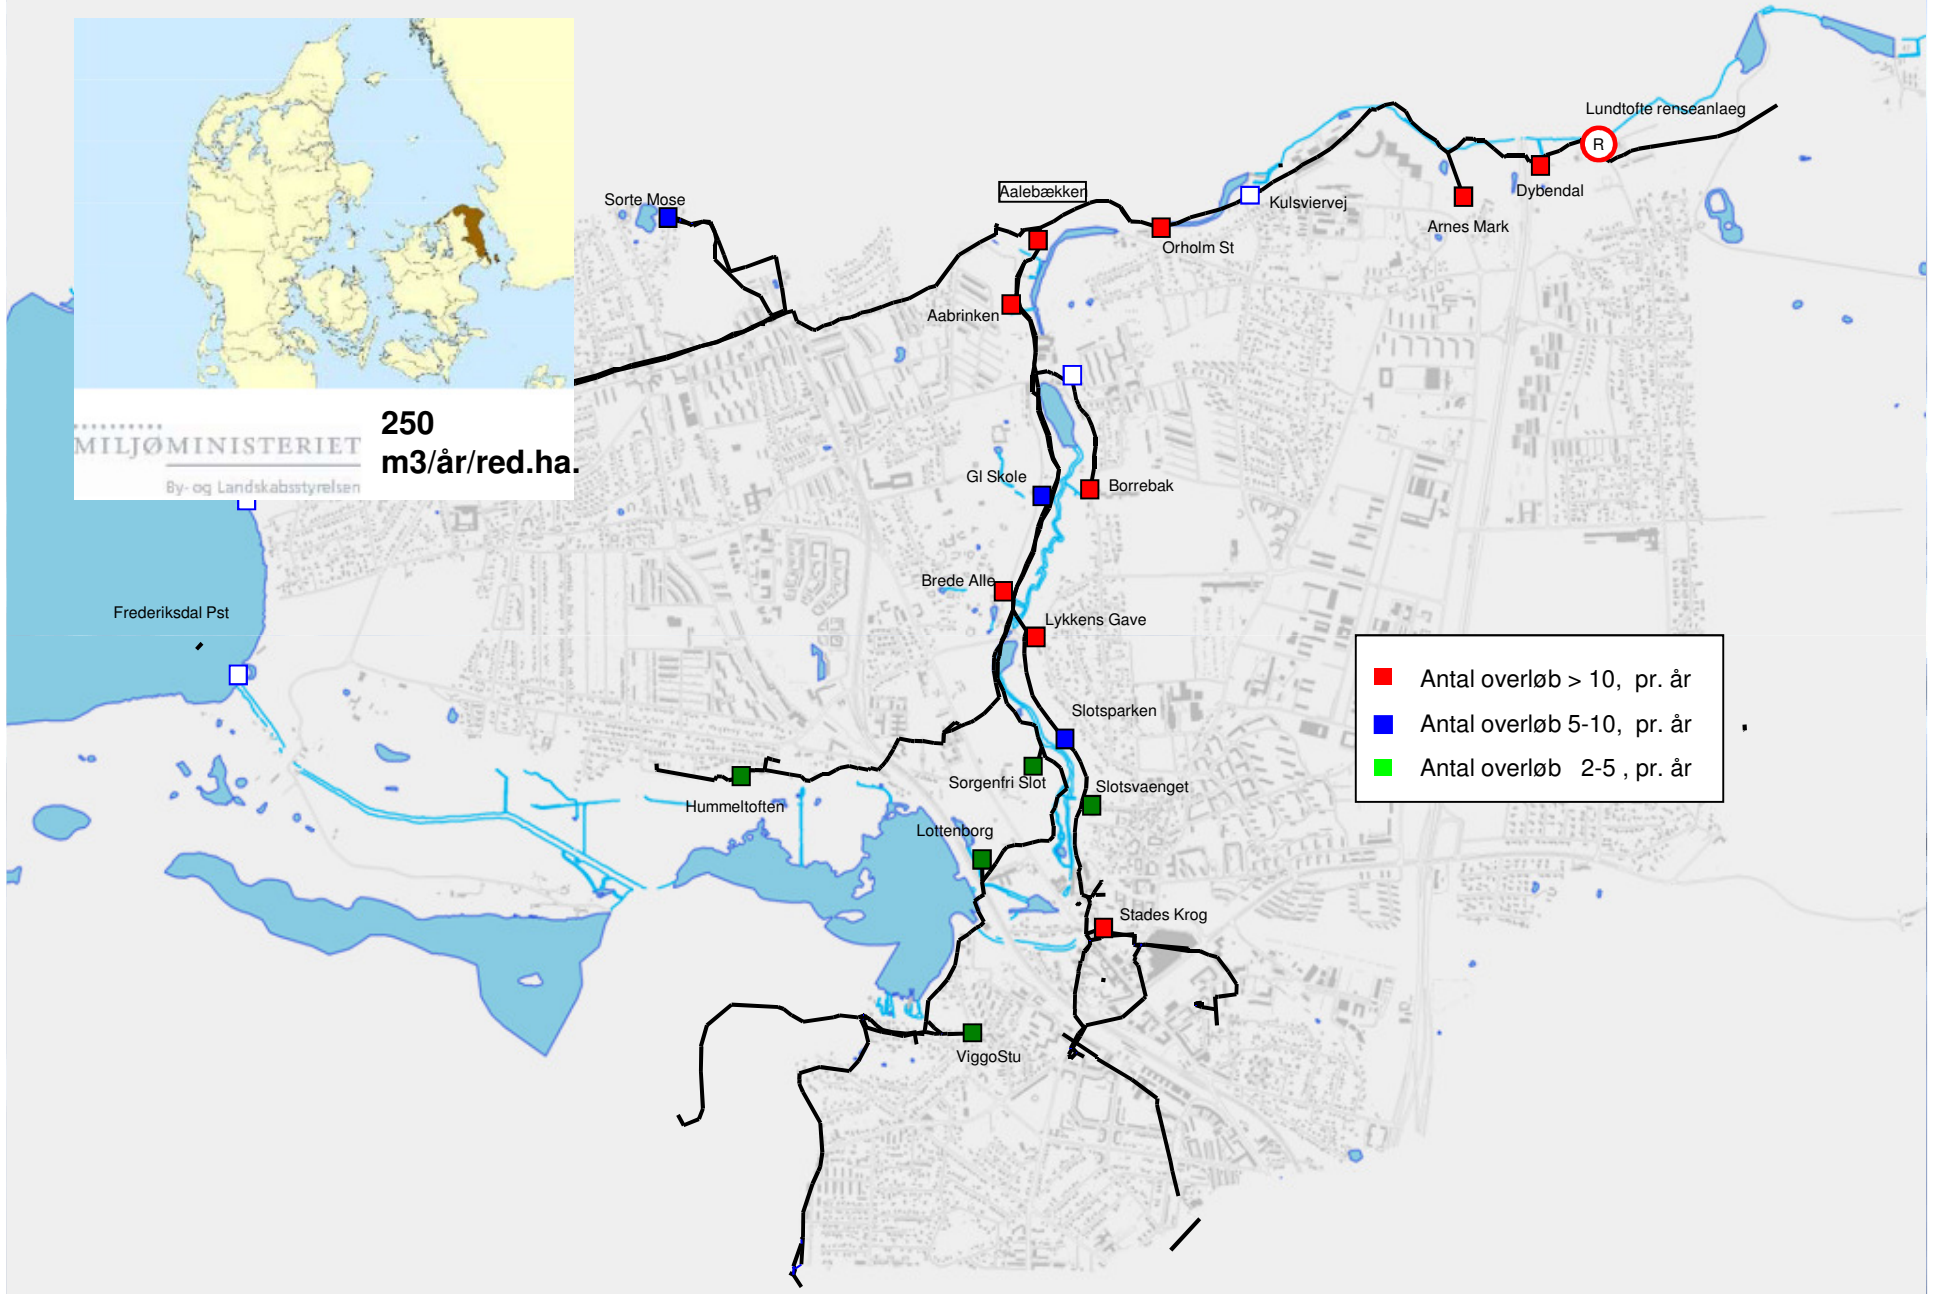 Lundtofte renseanlaeg
R
Dybendal
Arnes Mark
Kulsviervej
Aalebækken
Orholm St
Sorte Mose
Aabrinken
250
m3/år/red.ha.
MILJØMINISTERIET
By- og Landskabsstyrelsen
Gl Skole
Borrebak
Brede Alle
Lykkens Gave
Frederiksdal Pst
Antal overløb > 10, pr. år
Antal overløb 5-10, pr. år
Antal overløb 2-5 , pr. år
Slotsparken
Sorgenfri Slot
Slotsvaenget
Hummeltoften
Lottenborg
Stades Krog
ViggoStu